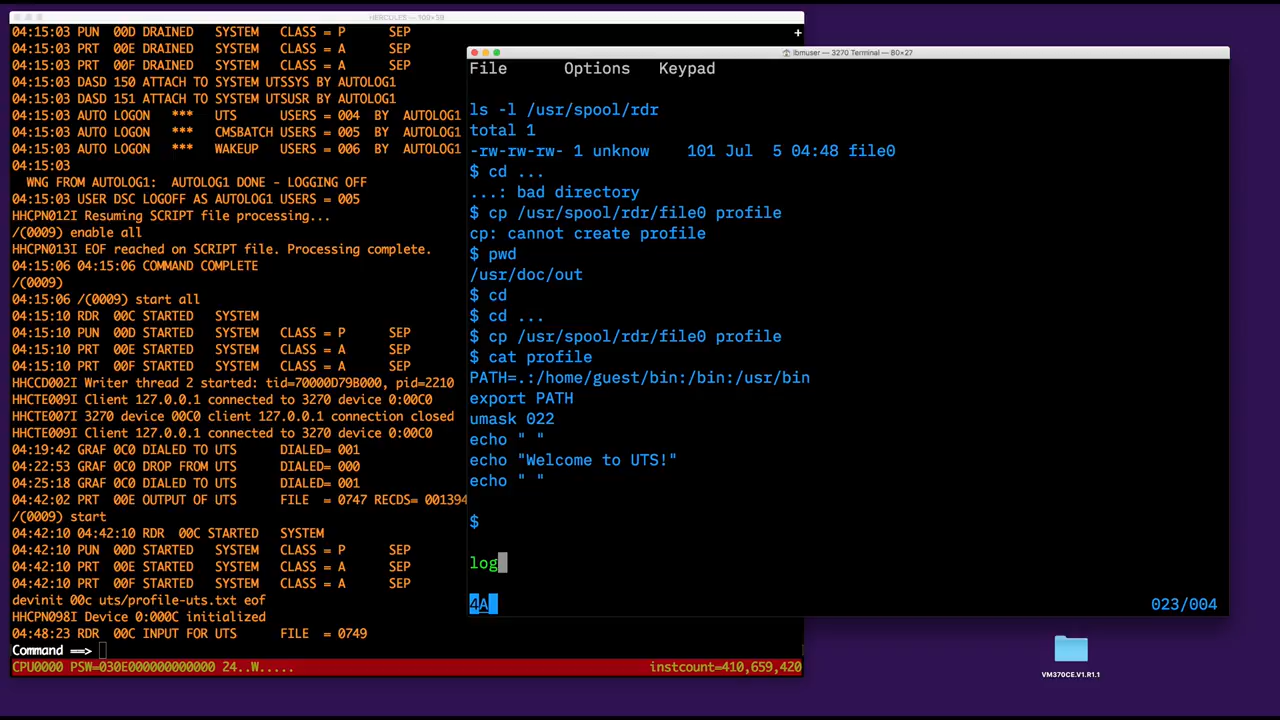 HERCULES — 100×39
04:15:03 PUN 00D DRAINED SYSTEM CLASS = P SEP
04:15:03 PRT 00E DRAINED SYSTEM CLASS = A SEP
04:15:03 PRT 00F DRAINED SYSTEM CLASS = A SEP
04:15:03 DASD 150 ATTACH TO SYSTEM UTSSYS BY AUTOLOG1
04:15:03 DASD 151 ATTACH TO SYSTEM UTSUSR BY AUTOLOG1
04:15:03 AUTO LOGON *** UTS USERS = 004 BY AUTOLOG1
04:15:03 AUTO LOGON *** CMSBATCH USERS = 005 BY AUTOLOG1
04:15:03 AUTO LOGON *** WAKEUP USERS = 006 BY AUTOLOG1
04:15:03
WNG FROM AUTOLOG1: AUTOLOG1 DONE - LOGGING OFF
04:15:03 USER DSC LOGOFF AS AUTOLOG1 USERS = 005
HHCPN012I Resuming SCRIPT file processing...
/(0009) enable all
HHCPN013I EOF reached on SCRIPT file. Processing complete.
04:15:06 04:15:06 COMMAND COMPLETE
/(0009)
04:15:06 /(0009) start all
04:15:10 RDR 00C STARTED SYSTEM
04:15:10 PUN 00D STARTED SYSTEM CLASS = P SEP
04:15:10 PRT 00E STARTED SYSTEM CLASS = A SEP
04:15:10 PRT 00F STARTED SYSTEM CLASS = A SEP
HHCCD002I Writer thread 2 started: tid=70000D79B000, pid=2210
HHCTE009I Client 127.0.0.1 connected to 3270 device 0:00C0
HHCTE007I 3270 device 00C0 client 127.0.0.1 connection closed
HHCTE009I Client 127.0.0.1 connected to 3270 device 0:00C0
04:19:42 GRAF 0C0 DIALED TO UTS DIALED= 001
04:22:53 GRAF 0C0 DROP FROM UTS DIALED= 000
04:25:18 GRAF 0C0 DIALED TO UTS DIALED= 001
04:42:02 PRT 00E OUTPUT OF UTS FILE = 0747 RECDS= 001394
/(0009) start
04:42:10 04:42:10 RDR 00C STARTED SYSTEM
04:42:10 PUN 00D STARTED SYSTEM CLASS = P SEP
04:42:10 PRT 00E STARTED SYSTEM CLASS = A SEP
04:42:10 PRT 00F STARTED SYSTEM CLASS = A SEP
devinit 00c uts/profile-uts.txt eof
HHCPN098I Device 0:000C initialized
04:48:23 RDR 00C INPUT FOR UTS FILE = 0749
Command ==>
CPU0000 PSW=030E000000000000 24..W..... instcount=410,659,420
ibmuser — 3270 Terminal — 80×27
File Options Keypad
ls -l /usr/spool/rdr
total 1
-rw-rw-rw- 1 unknow 101 Jul 5 04:48 file0
$ cd ...
...: bad directory
$ cp /usr/spool/rdr/file0 profile
cp: cannot create profile
$ pwd
/usr/doc/out
$ cd
$ cd ...
$ cp /usr/spool/rdr/file0 profile
$ cat profile
PATH=.:/home/guest/bin:/bin:/usr/bin
export PATH
umask 022
echo " "
echo "Welcome to UTS!"
echo " "
$
log
4A
023/004
VM370CE.V1.R1.1